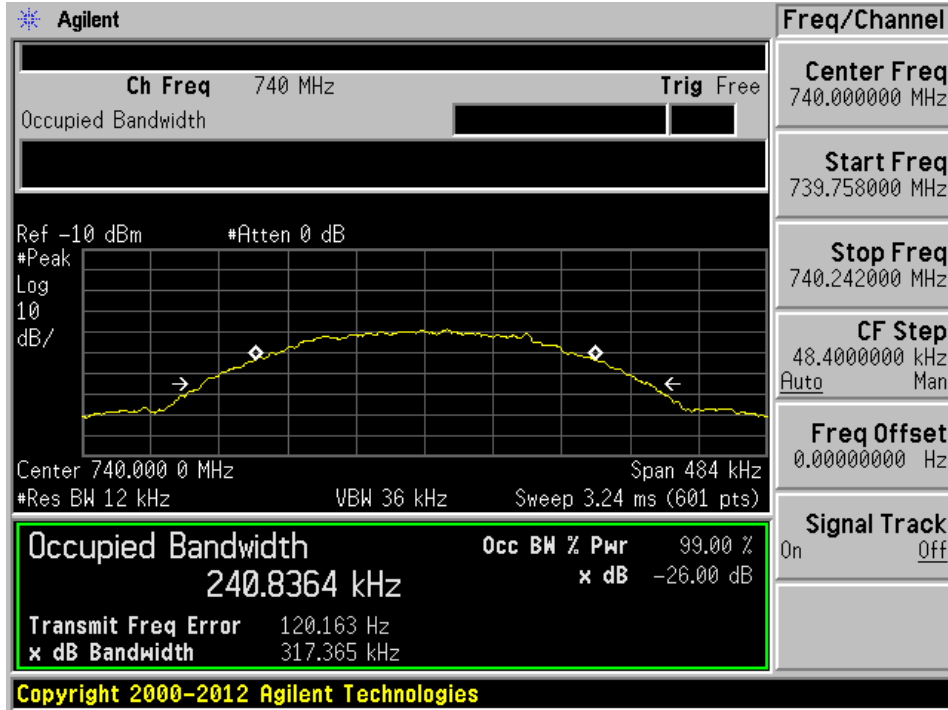 Agilent
Freq/Channel
Ch Freq 740 MHz Trig Free
Occupied Bandwidth
Center Freq
740.000000 MHz
Start Freq
739.758000 MHz
Stop Freq
740.242000 MHz
CF Step
48.4000000 kHz
Auto Man
Freq Offset
0.00000000 Hz
Signal Track
On Off
Ref -10 dBm #Atten 0 dB
#Peak
Log
10
dB/
Center 740.000 0 MHz Span 484 kHz
#Res BW 12 kHz VBW 36 kHz Sweep 3.24 ms (601 pts)
Occupied Bandwidth Occ BW % Pwr 99.00 %
240.8364 kHz x dB -26.00 dB
Transmit Freq Error 120.163 Hz
x dB Bandwidth 317.365 kHz
Copyright 2000-2012 Agilent Technologies